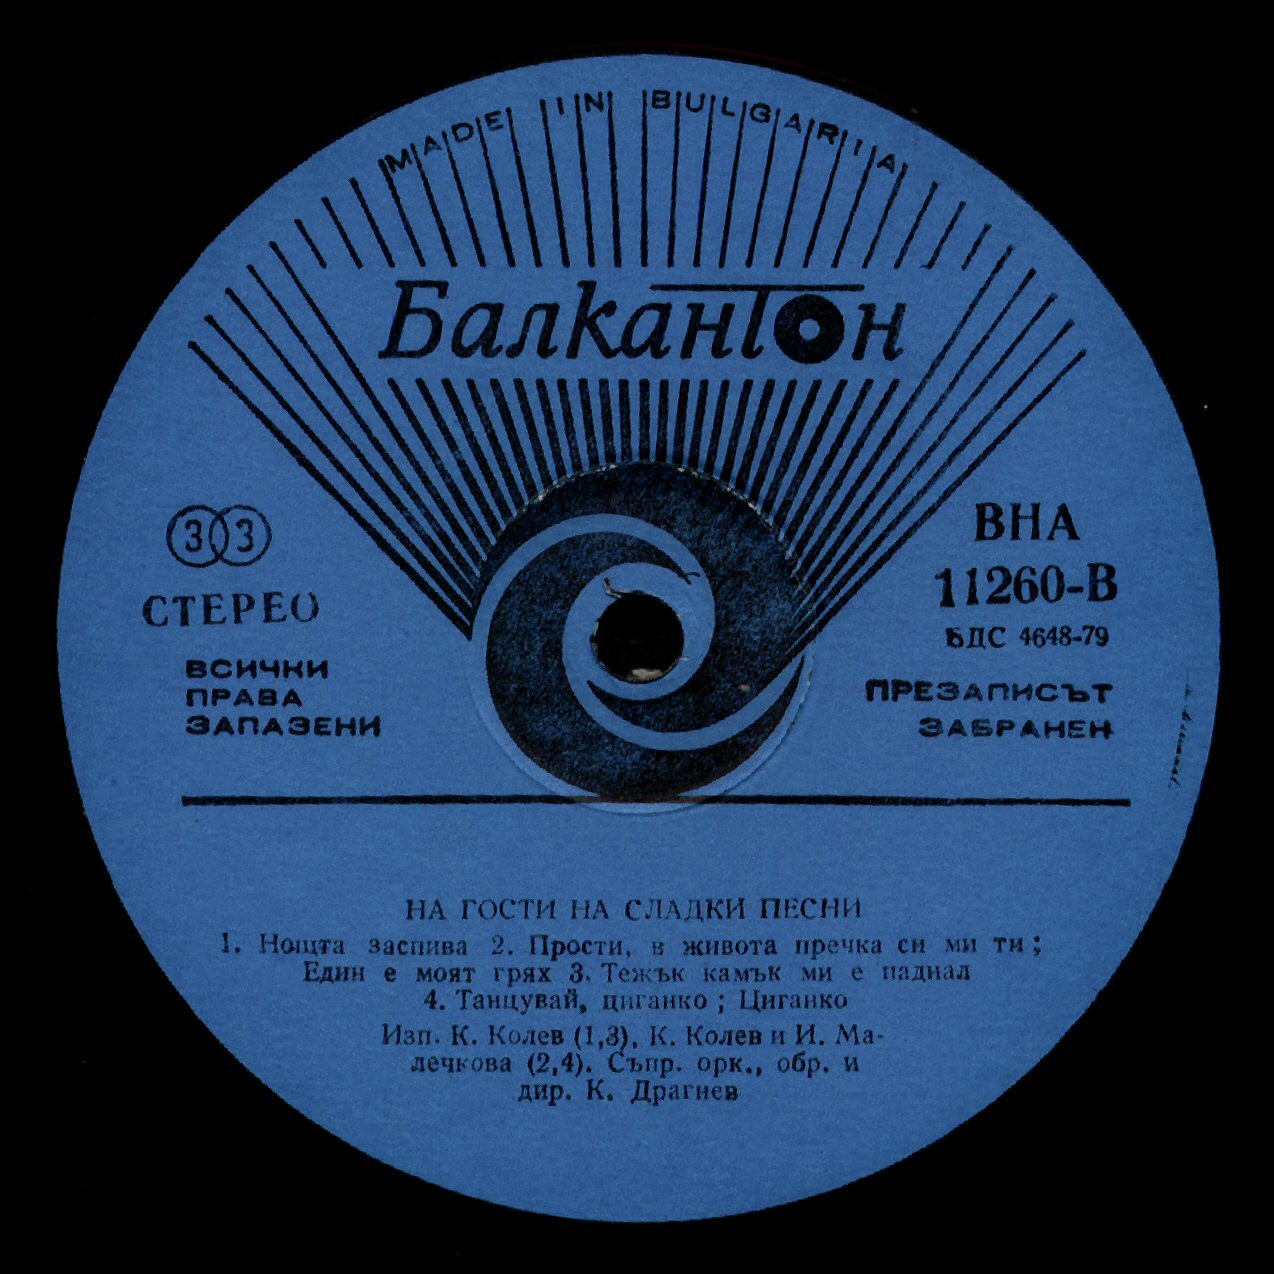 MADE IN BULGARIA
Балкантон
33
СТЕРЕО
ВСИЧКИ
ПРАВА
ЗАПАЗЕНИ
ВНА
11260-В
БДС 4648-79
ПРЕЗАПИСЪТ
ЗАБРАНЕН
НА ГОСТИ НА СЛАДКИ ПЕСНИ
1. Нощта заспива 2. Прости, в живота пречка си ми ти;
Един е моят грях 3. Тежък камък ми е паднал
4. Танцувай, циганко; Циганко
Изп. К. Колев (1,3), К. Колев и И. Ма-
лечкова (2,4). Съпр. орк., обр. и
дир. К. Драгнев